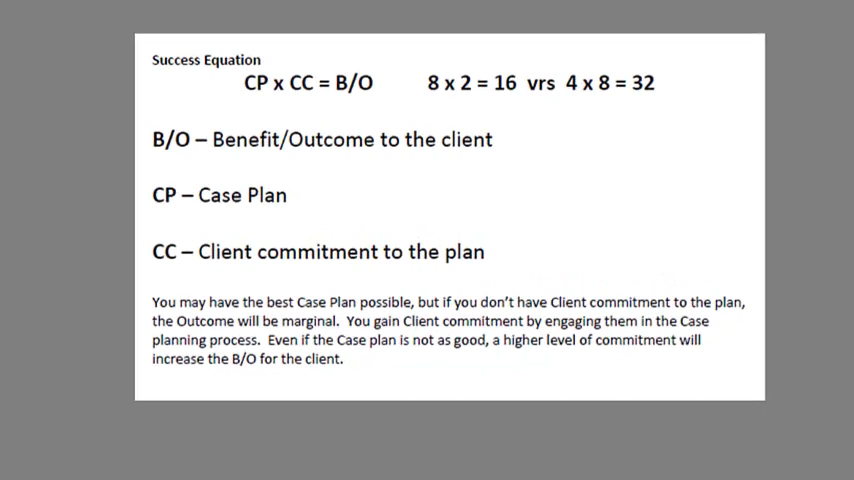 Success Equation
CP x CC = B/O 8 x 2 = 16 vrs 4 x 8 = 32
B/O – Benefit/Outcome to the client
CP – Case Plan
CC – Client commitment to the plan
You may have the best Case Plan possible, but if you don't have Client commitment to the plan,
the Outcome will be marginal. You gain Client commitment by engaging them in the Case
planning process. Even if the Case plan is not as good, a higher level of commitment will
increase the B/O for the client.